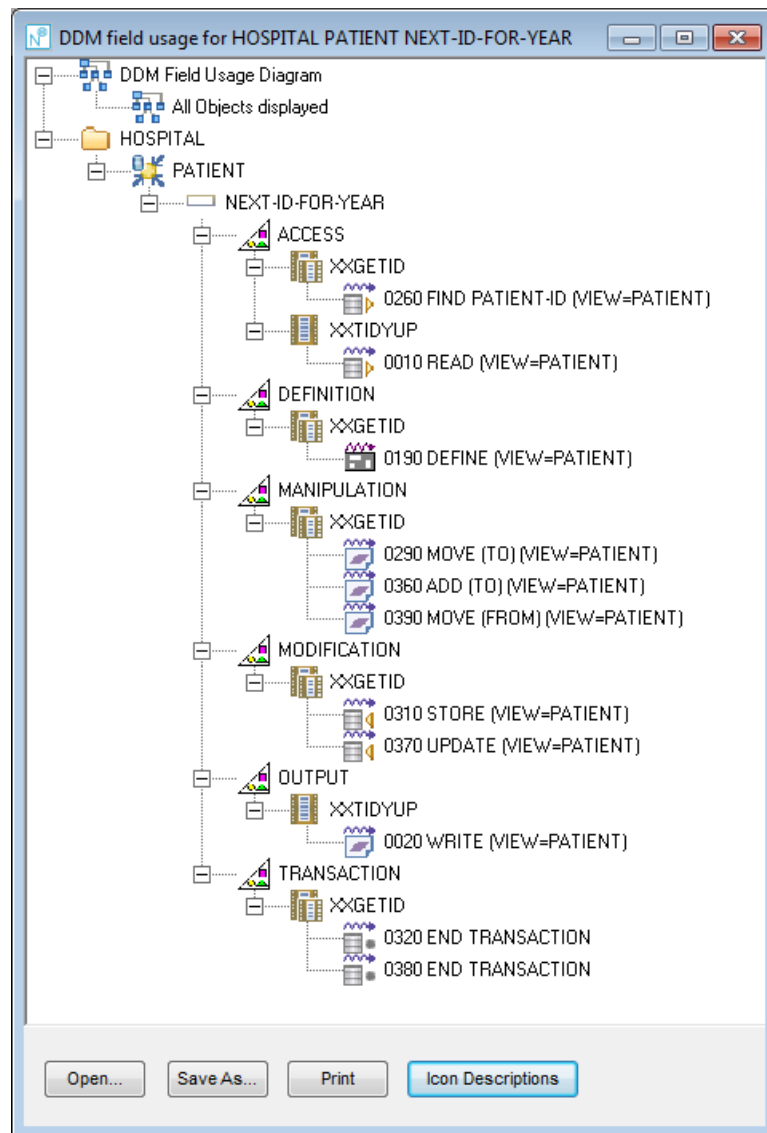 DDM field usage for HOSPITAL PATIENT NEXT-ID-FOR-YEAR
DDM Field Usage Diagram
All Objects displayed
HOSPITAL
PATIENT
NEXT-ID-FOR-YEAR
ACCESS
XXGETID
0260 FIND PATIENT-ID (VIEW=PATIENT)
XXTIDYUP
0010 READ (VIEW=PATIENT)
DEFINITION
XXGETID
0190 DEFINE (VIEW=PATIENT)
MANIPULATION
XXGETID
0290 MOVE (TO) (VIEW=PATIENT)
0360 ADD (TO) (VIEW=PATIENT)
0390 MOVE (FROM) (VIEW=PATIENT)
MODIFICATION
XXGETID
0310 STORE (VIEW=PATIENT)
0370 UPDATE (VIEW=PATIENT)
OUTPUT
XXTIDYUP
0020 WRITE (VIEW=PATIENT)
TRANSACTION
XXGETID
0320 END TRANSACTION
0380 END TRANSACTION
Open... Save As... Print Icon Descriptions